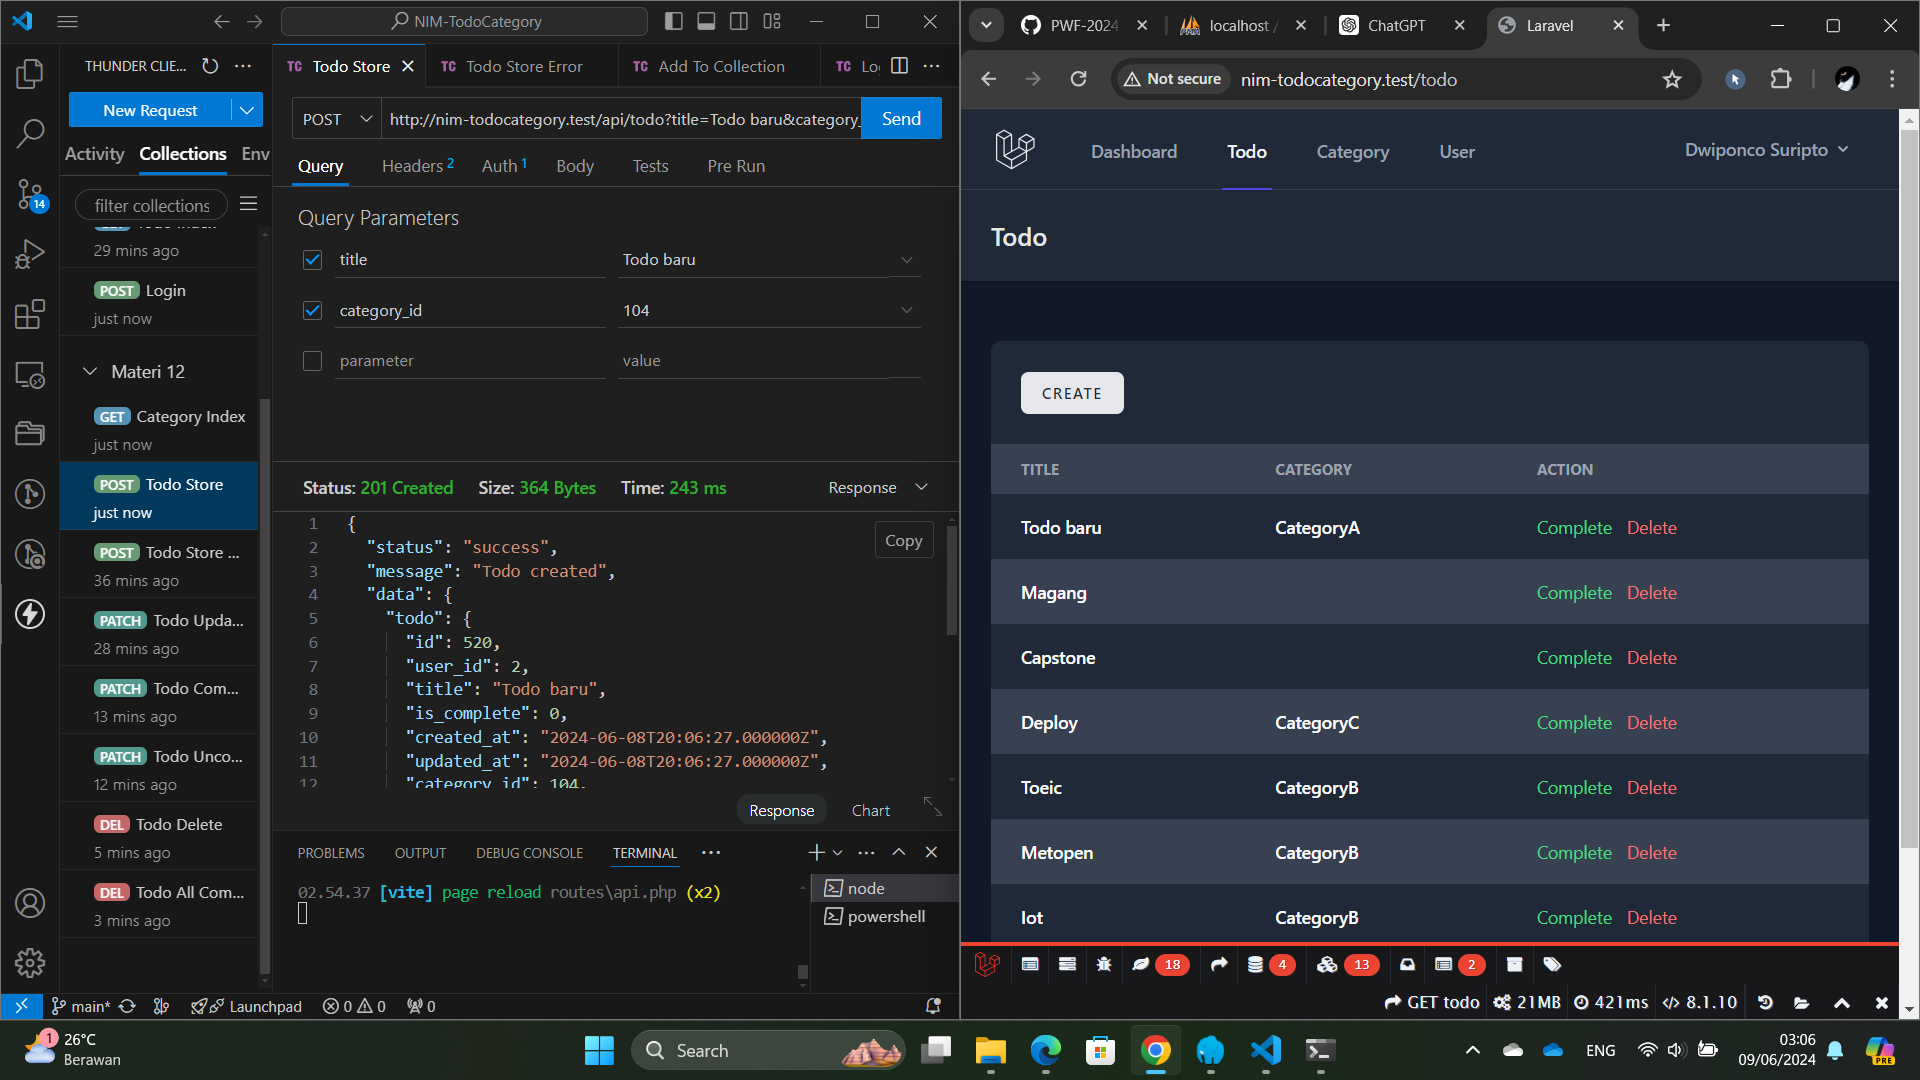 NIM-TodoCategory
THUNDER CLIE...
New Request
Activity
Collections
Env
filter collections
29 mins ago
POST Login
just now
Materi 12
GET Category Index
just now
POST Todo Store
just now
POST Todo Store ...
36 mins ago
PATCH Todo Upda...
28 mins ago
PATCH Todo Com...
13 mins ago
PATCH Todo Unco...
12 mins ago
DEL Todo Delete
5 mins ago
DEL Todo All Com...
3 mins ago
14
TC Todo Store
TC Todo Store Error
TC Add To Collection
TC Lo
POST
http://nim-todocategory.test/api/todo?title=Todo baru&category_
Send
Query
Headers 2
Auth 1
Body
Tests
Pre Run
Query Parameters
title
Todo baru
category_id
104
parameter
value
Status: 201 Created
Size: 364 Bytes
Time: 243 ms
Response
Copy
1 {
2 "status": "success",
3 "message": "Todo created",
4 "data": {
5 "todo": {
6 "id": 520,
7 "user_id": 2,
8 "title": "Todo baru",
9 "is_complete": 0,
10 "created_at": "2024-06-08T20:06:27.000000Z",
11 "updated_at": "2024-06-08T20:06:27.000000Z",
12 "category_id": 104,
Response
Chart
PROBLEMS
OUTPUT
DEBUG CONSOLE
TERMINAL
02.54.37 [vite] page reload routes\api.php (x2)
node
powershell
main*
Launchpad
0
0
0
PWF-2024
localhost /
ChatGPT
Laravel
Not secure
nim-todocategory.test/todo
Dashboard
Todo
Category
User
Dwiponco Suripto
Todo
CREATE
TITLE CATEGORY ACTION
Todo baru CategoryA Complete Delete
Magang Complete Delete
Capstone Complete Delete
Deploy CategoryC Complete Delete
Toeic CategoryB Complete Delete
Metopen CategoryB Complete Delete
Iot CategoryB Complete Delete
18
4
13
2
GET todo
21MB
421ms
8.1.10
1
26°C
Berawan
Search
ENG
03:06
09/06/2024
PRE